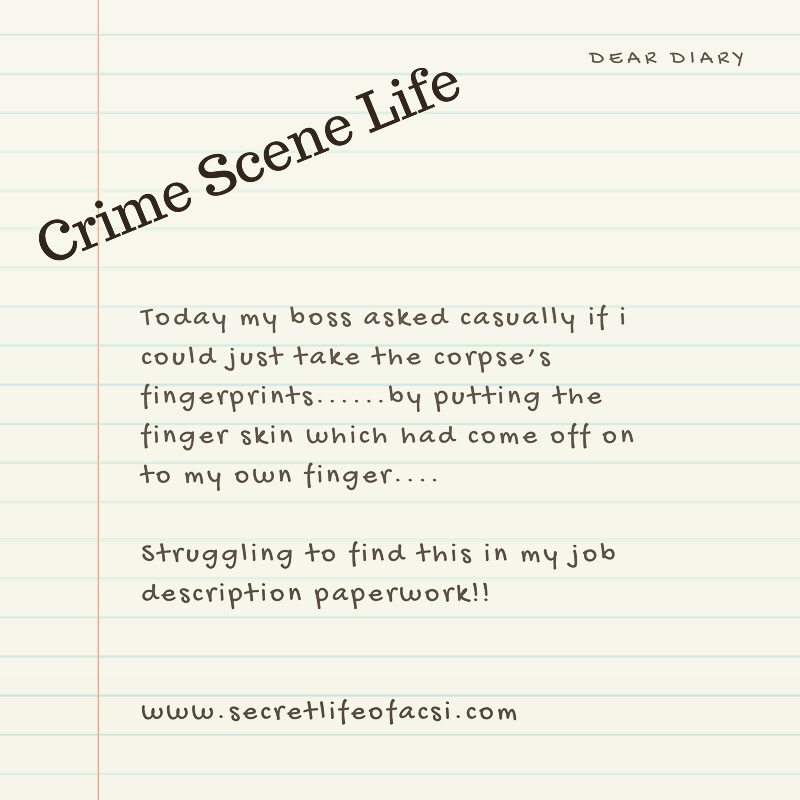 DEAR DIARY
Crime Scene Life
Today my boss asked casually if i
could just take the corpse's
fingerprints......by putting the
finger skin which had come off on
to my own finger....
Struggling to find this in my job
description paperwork!!
www.secretlifeofacsi.com